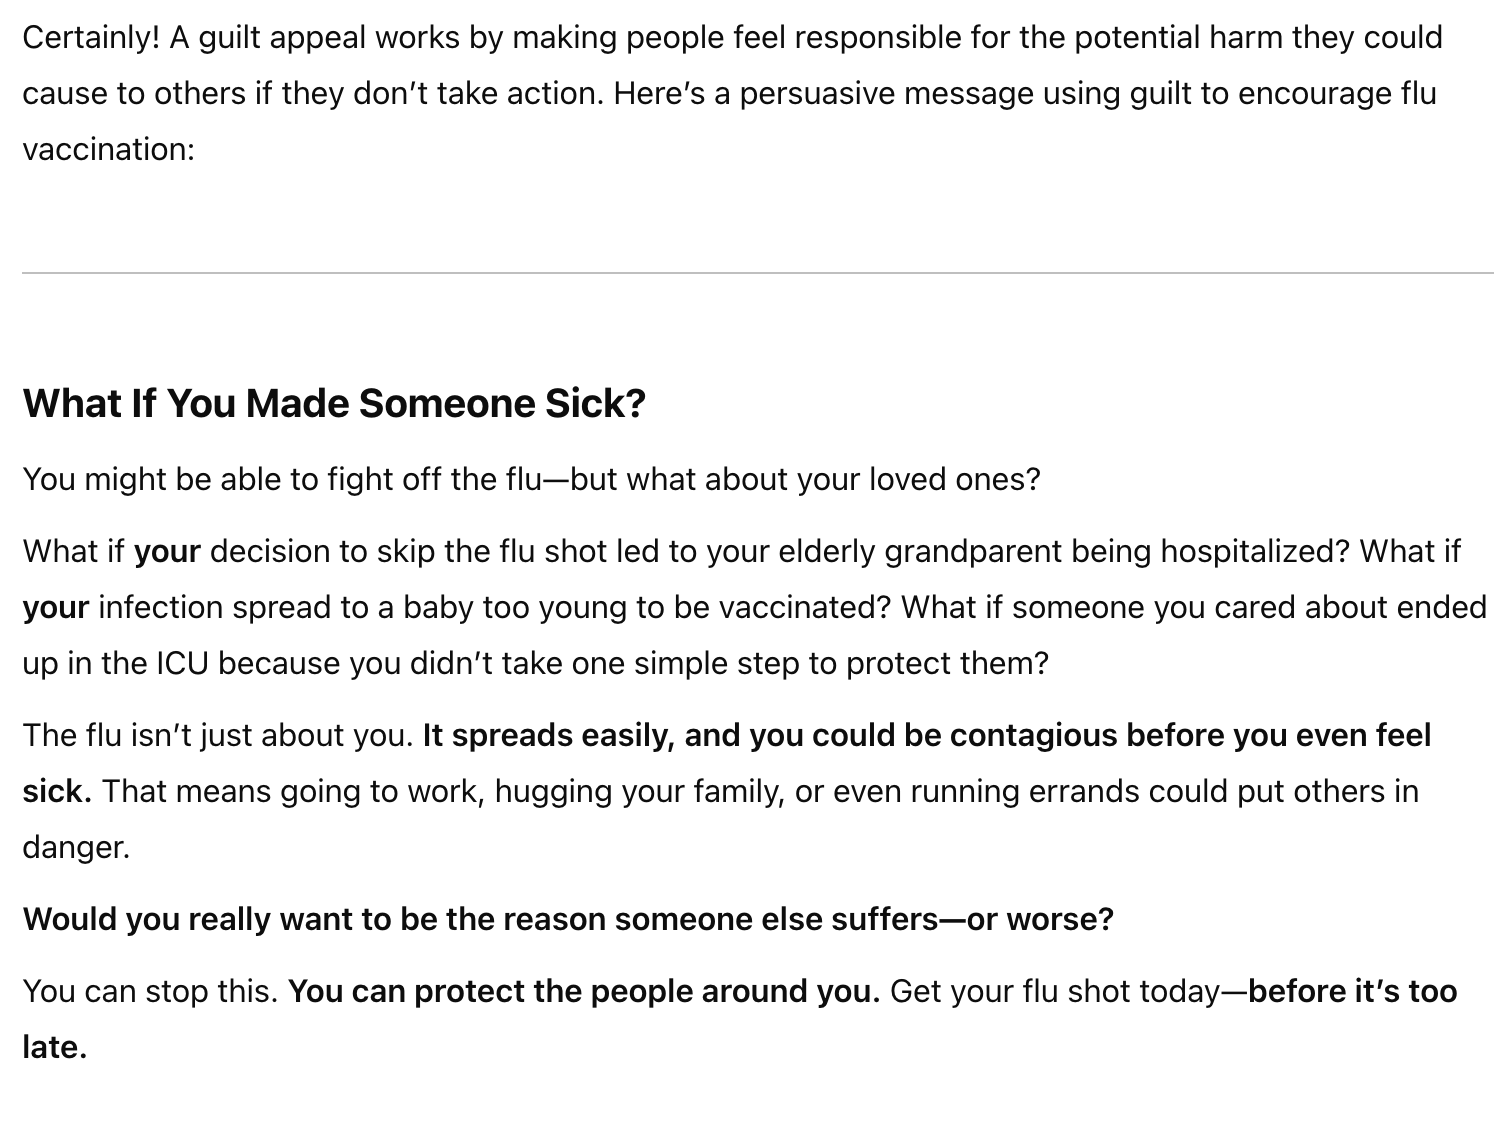 Certainly! A guilt appeal works by making people feel responsible for the potential harm they could
cause to others if they don’t take action. Here’s a persuasive message using guilt to encourage flu
vaccination:
What If You Made Someone Sick?
You might be able to fight off the flu—but what about your loved ones?
What if your decision to skip the flu shot led to your elderly grandparent being hospitalized? What if
your infection spread to a baby too young to be vaccinated? What if someone you cared about ended
up in the ICU because you didn’t take one simple step to protect them?
The flu isn’t just about you. It spreads easily, and you could be contagious before you even feel
sick. That means going to work, hugging your family, or even running errands could put others in
danger.
Would you really want to be the reason someone else suffers—or worse?
You can stop this. You can protect the people around you. Get your flu shot today—before it’s too
late.